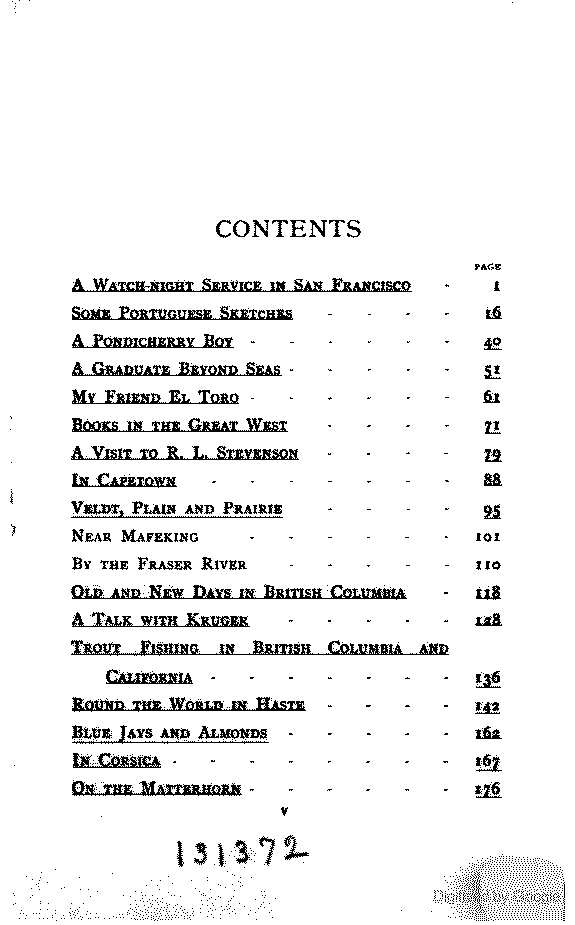 CONTENTS
PAGE
A WATCH-NIGHT SERVICE IN SAN FRANCISCO - 1
SOME PORTUGUESE SKETCHES - - - - 16
A PONDICHERRY BOY - - - - - - 40
A GRADUATE BEYOND SEAS - - - - - 51
MY FRIEND EL TORO - - - - - - 61
BOOKS IN THE GREAT WEST - - - - 71
A VISIT TO R. L. STEVENSON - - - - 79
IN CAPETOWN - - - - - - - 88
VELDT, PLAIN AND PRAIRIE - - - - 95
NEAR MAFEKING - - - - - - 101
BY THE FRASER RIVER - - - - - 110
OLD AND NEW DAYS IN BRITISH COLUMBIA - 118
A TALK WITH KRUGER - - - - - 128
TROUT FISHING IN BRITISH COLUMBIA AND
CALIFORNIA - - - - - - - 136
ROUND THE WORLD IN HASTE - - - - 142
BLUE JAYS AND ALMONDS - - - - - 162
IN CORSICA - - - - - - - - 167
ON THE MATTERHORN - - - - - - 176
v
131372
Digitized by Google